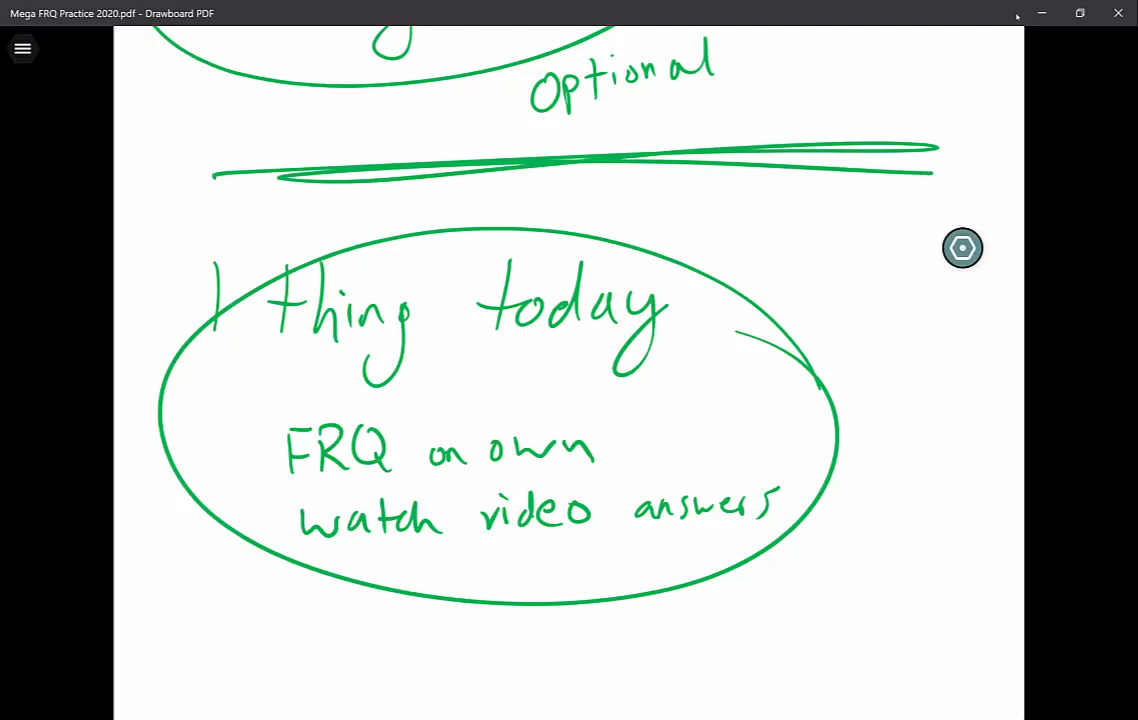 Mega FRQ Practice 2020.pdf - Drawboard PDF
Optional
1 thing today
FRQ on own
watch video answers